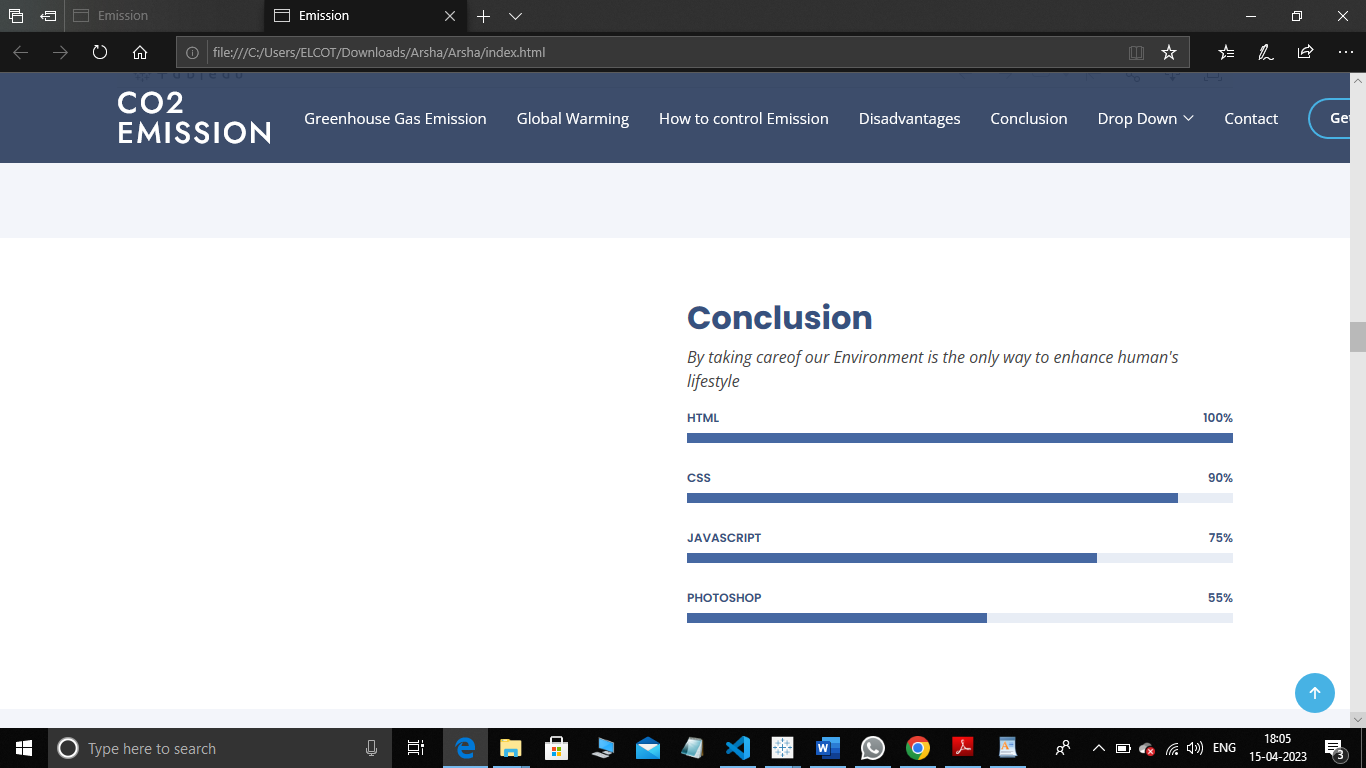 Emission
Emission
file:///C:/Users/ELCOT/Downloads/Arsha/Arsha/index.html
CO2
EMISSION
Greenhouse Gas Emission Global Warming How to control Emission Disadvantages Conclusion Drop Down Contact
Conclusion
By taking careof our Environment is the only way to enhance human's
lifestyle
HTML 100%
CSS 90%
JAVASCRIPT 75%
PHOTOSHOP 55%
Type here to search
ENG
18:05
15-04-2023
3